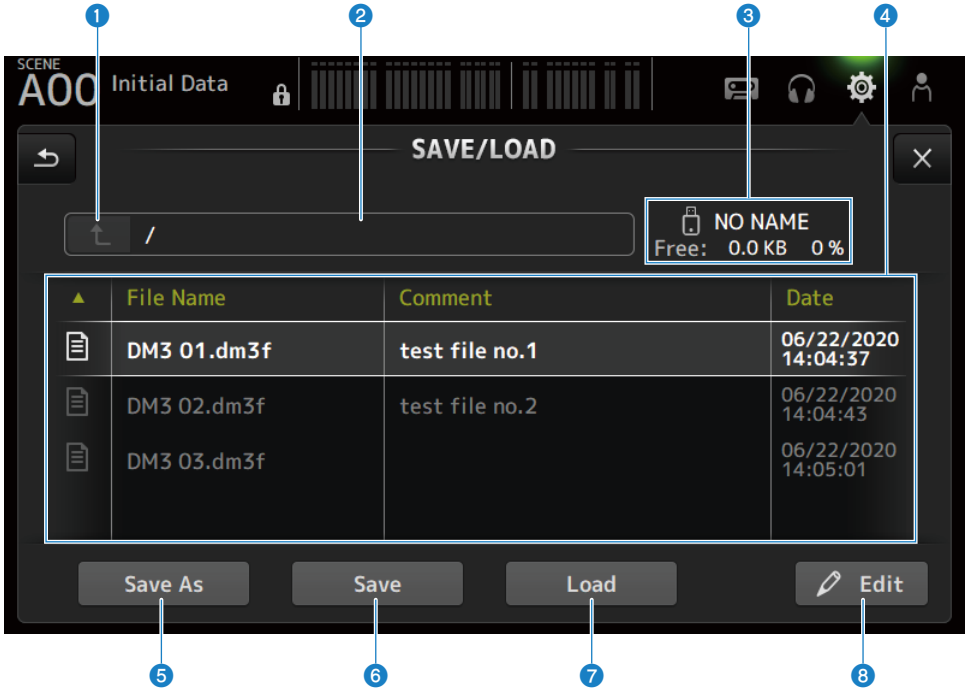 1 2 3 4
SCENE
A00 Initial Data
SAVE/LOAD
/
NO NAME
Free: 0.0 KB 0 %
▲ File Name Comment Date
DM3 01.dm3f test file no.1 06/22/2020 14:04:37
DM3 02.dm3f test file no.2 06/22/2020 14:04:43
DM3 03.dm3f 06/22/2020 14:05:01
Save As Save Load Edit
5 6 7 8